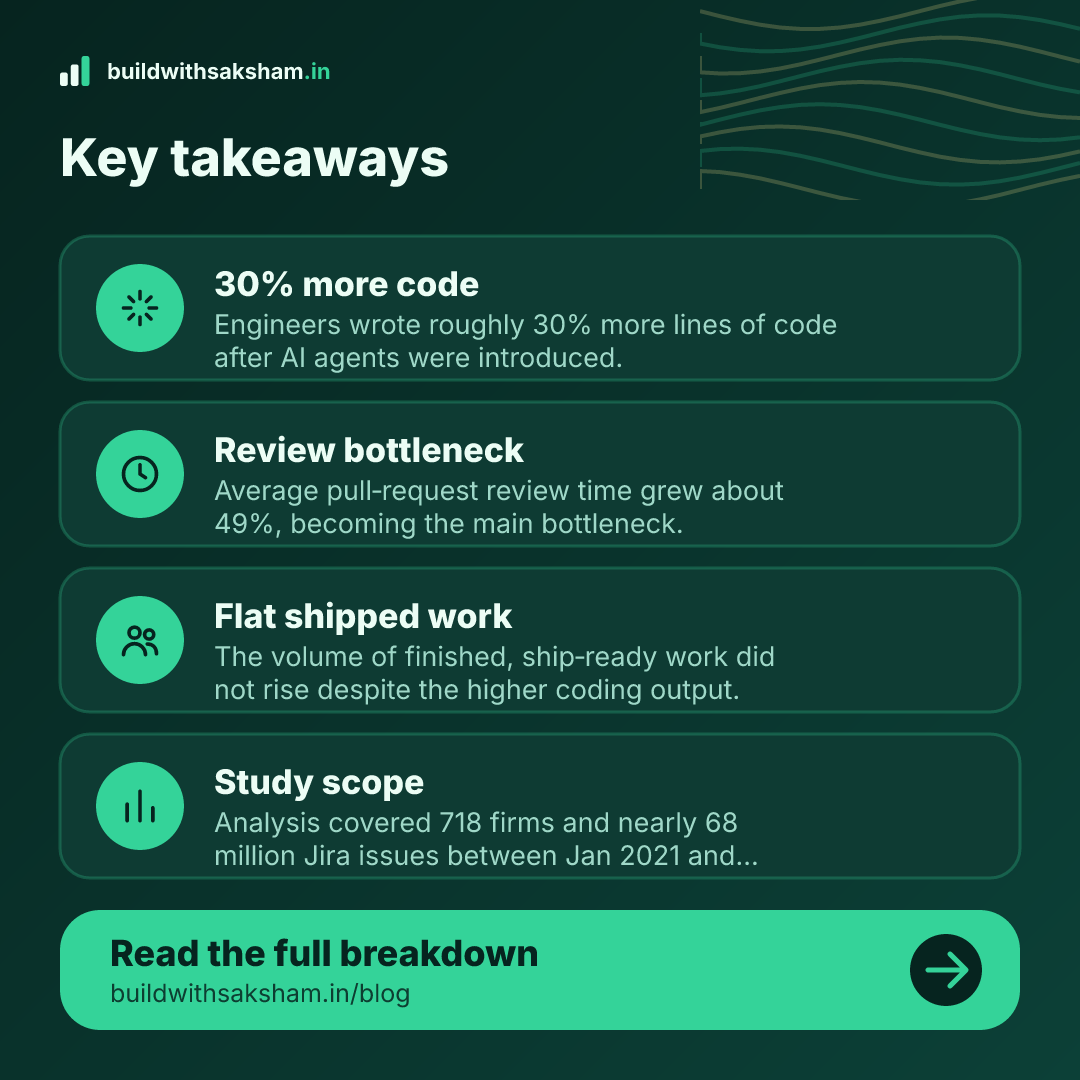 buildwithsaksham.in
Key takeaways
30% more code
Engineers wrote roughly 30% more lines of code
after AI agents were introduced.
Review bottleneck
Average pull-request review time grew about
49%, becoming the main bottleneck.
Flat shipped work
The volume of finished, ship-ready work did
not rise despite the higher coding output.
Study scope
Analysis covered 718 firms and nearly 68
million Jira issues between Jan 2021 and...
Read the full breakdown
buildwithsaksham.in/blog